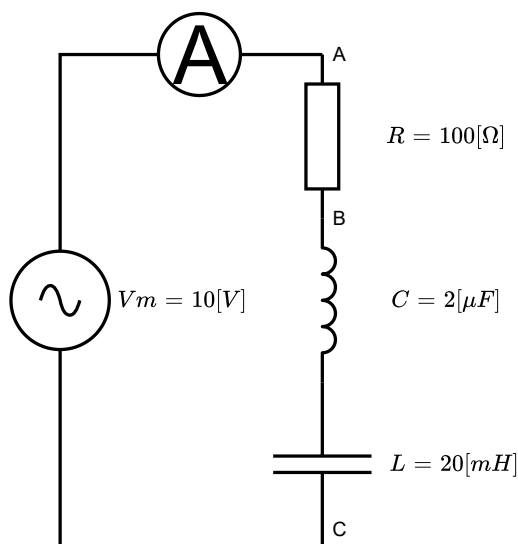 A
A
R = 100[Ω]
B
Vm = 10[V]
C = 2[μF]
L = 20[mH]
C